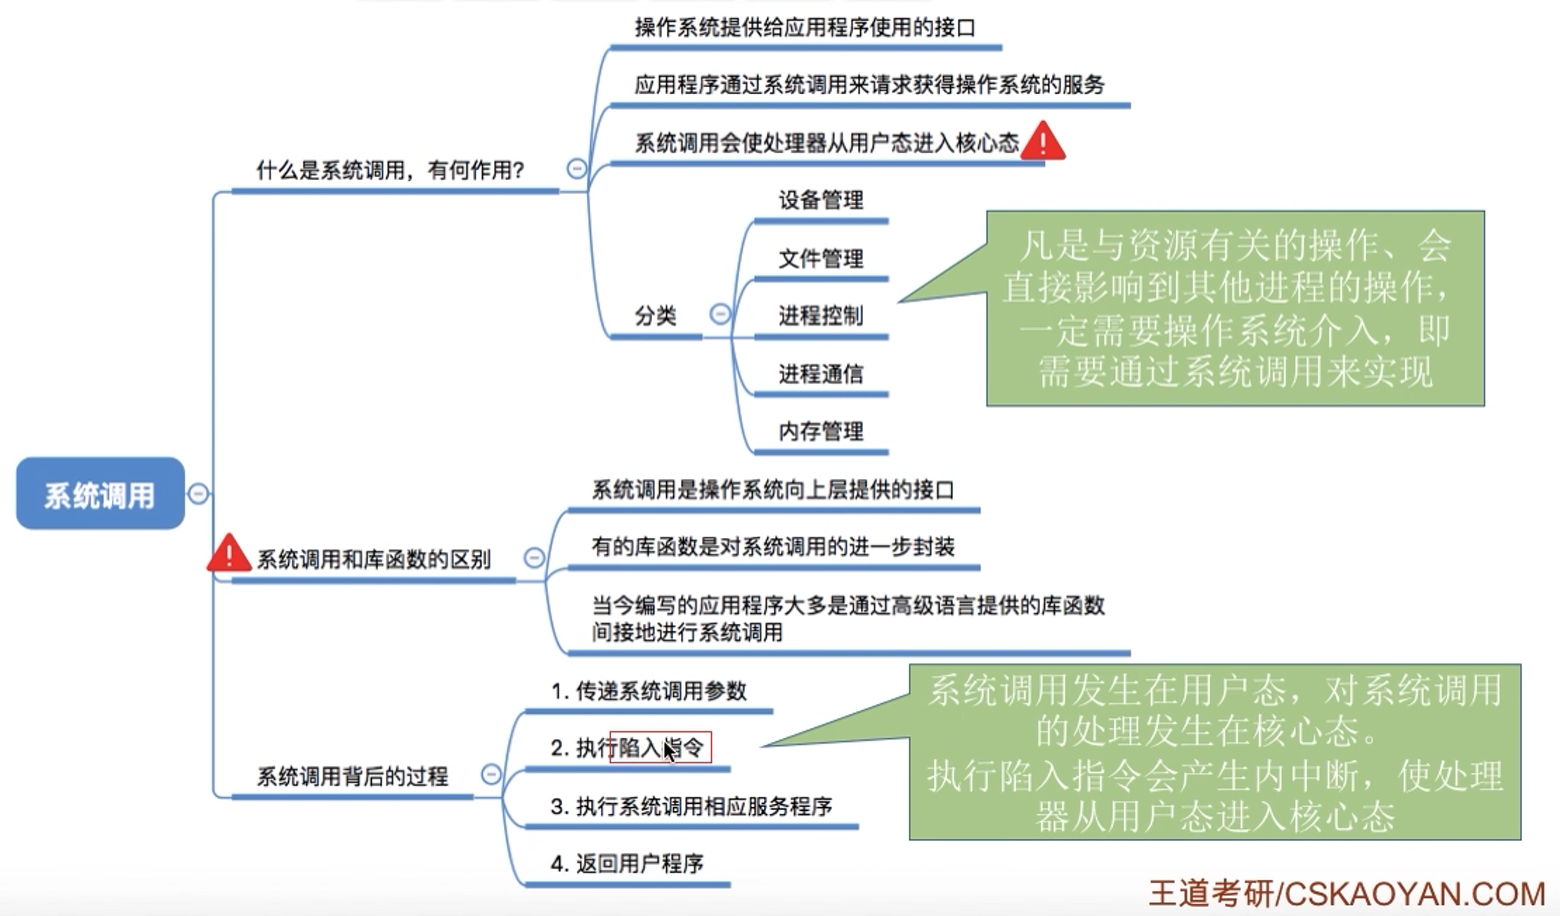 操作系统提供给应用程序使用的接口
应用程序通过系统调用来请求获得操作系统的服务
系统调用会使处理器从用户态进入核心态
什么是系统调用，有何作用？
设备管理
文件管理
分类
进程控制
进程通信
内存管理
凡是与资源有关的操作、会
直接影响到其他进程的操作，
一定需要操作系统介入，即
需要通过系统调用来实现
系统调用
系统调用是操作系统向上层提供的接口
系统调用和库函数的区别
有的库函数是对系统调用的进一步封装
当今编写的应用程序大多是通过高级语言提供的库函数
间接地进行系统调用
1. 传递系统调用参数
2. 执行陷入指令
系统调用背后的过程
3. 执行系统调用相应服务程序
4. 返回用户程序
系统调用发生在用户态，对系统调用
的处理发生在核心态。
执行陷入指令会产生内中断，使处理
器从用户态进入核心态
王道考研/CSKAOYAN.COM